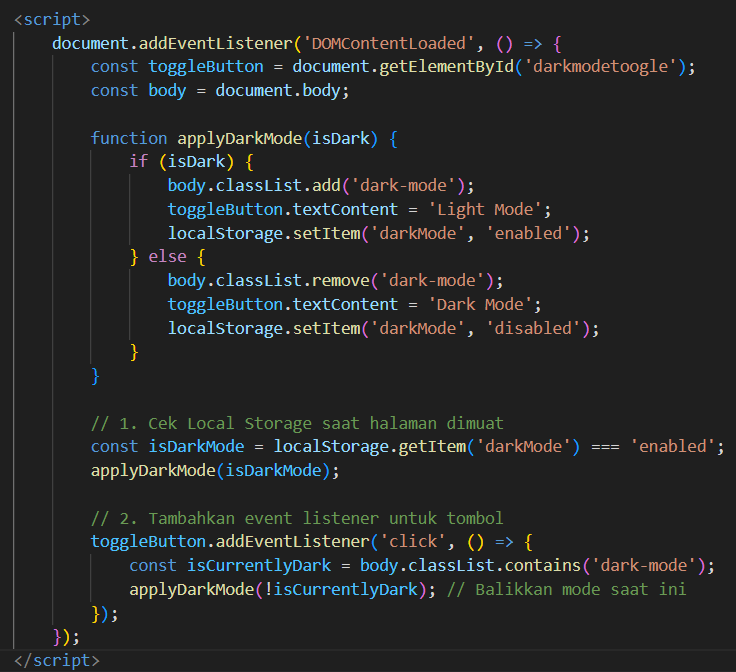 <script>
document.addEventListener('DOMContentLoaded', () => {
const toggleButton = document.getElementById('darkmodetoogle');
const body = document.body;
function applyDarkMode(isDark) {
if (isDark) {
body.classList.add('dark-mode');
toggleButton.textContent = 'Light Mode';
localStorage.setItem('darkMode', 'enabled');
} else {
body.classList.remove('dark-mode');
toggleButton.textContent = 'Dark Mode';
localStorage.setItem('darkMode', 'disabled');
}
}
// 1. Cek Local Storage saat halaman dimuat
const isDarkMode = localStorage.getItem('darkMode') === 'enabled';
applyDarkMode(isDarkMode);
// 2. Tambahkan event listener untuk tombol
toggleButton.addEventListener('click', () => {
const isCurrentlyDark = body.classList.contains('dark-mode');
applyDarkMode(!isCurrentlyDark); // Balikkan mode saat ini
});
});
</script>